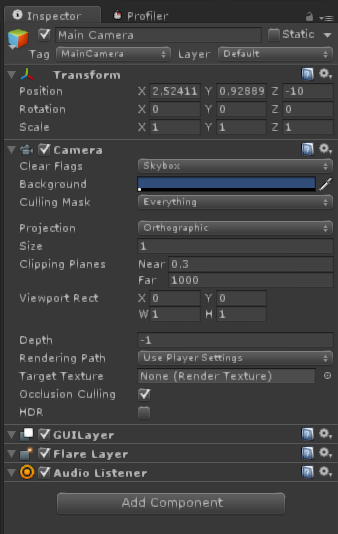 Inspector Profiler
Main Camera Static
Tag MainCamera Layer Default
Transform
Position X 2.52411 Y 0.92889 Z -10
Rotation X 0 Y 0 Z 0
Scale X 1 Y 1 Z 1
Camera
Clear Flags Skybox
Background
Culling Mask Everything
Projection Orthographic
Size 1
Clipping Planes Near 0.3
Far 1000
Viewport Rect X 0 Y 0
W 1 H 1
Depth -1
Rendering Path Use Player Settings
Target Texture None (Render Texture)
Occlusion Culling
HDR
GUILayer
Flare Layer
Audio Listener
Add Component